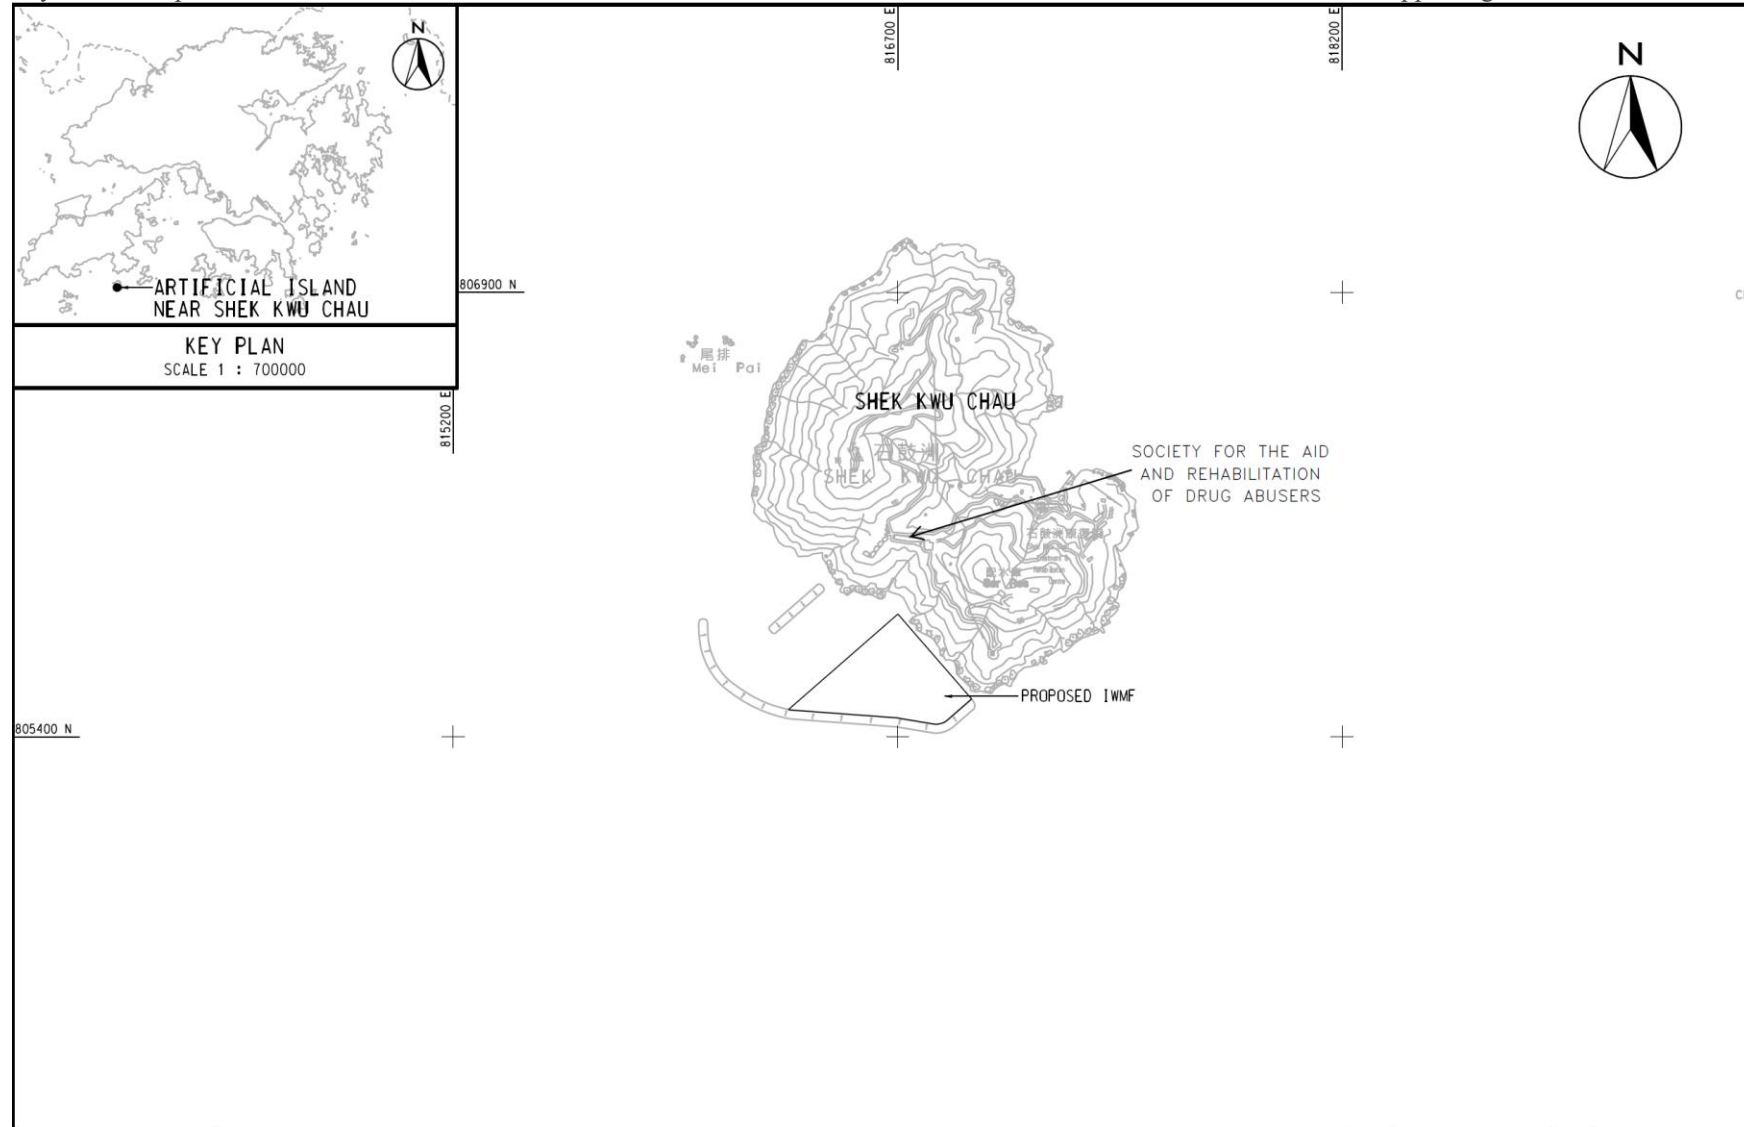 816700 E
818200 E
N
N
ARTIFICIAL ISLAND
NEAR SHEK KWU CHAU
KEY PLAN
SCALE 1 : 700000
806900 N
815200 E
尾排
Mei Pai
SHEK KWU CHAU
石鼓洲
SHEK KWU CHAU
SOCIETY FOR THE AID
AND REHABILITATION
OF DRUG ABUSERS
PROPOSED IWMF
805400 N